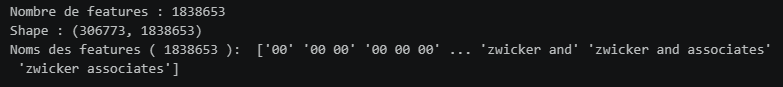 Nombre de features : 1838653
Shape : (306773, 1838653)
Noms des features ( 1838653 ):  ['00' '00 00' '00 00 00' ... 'zwicker and' 'zwicker and associates'
 'zwicker associates']